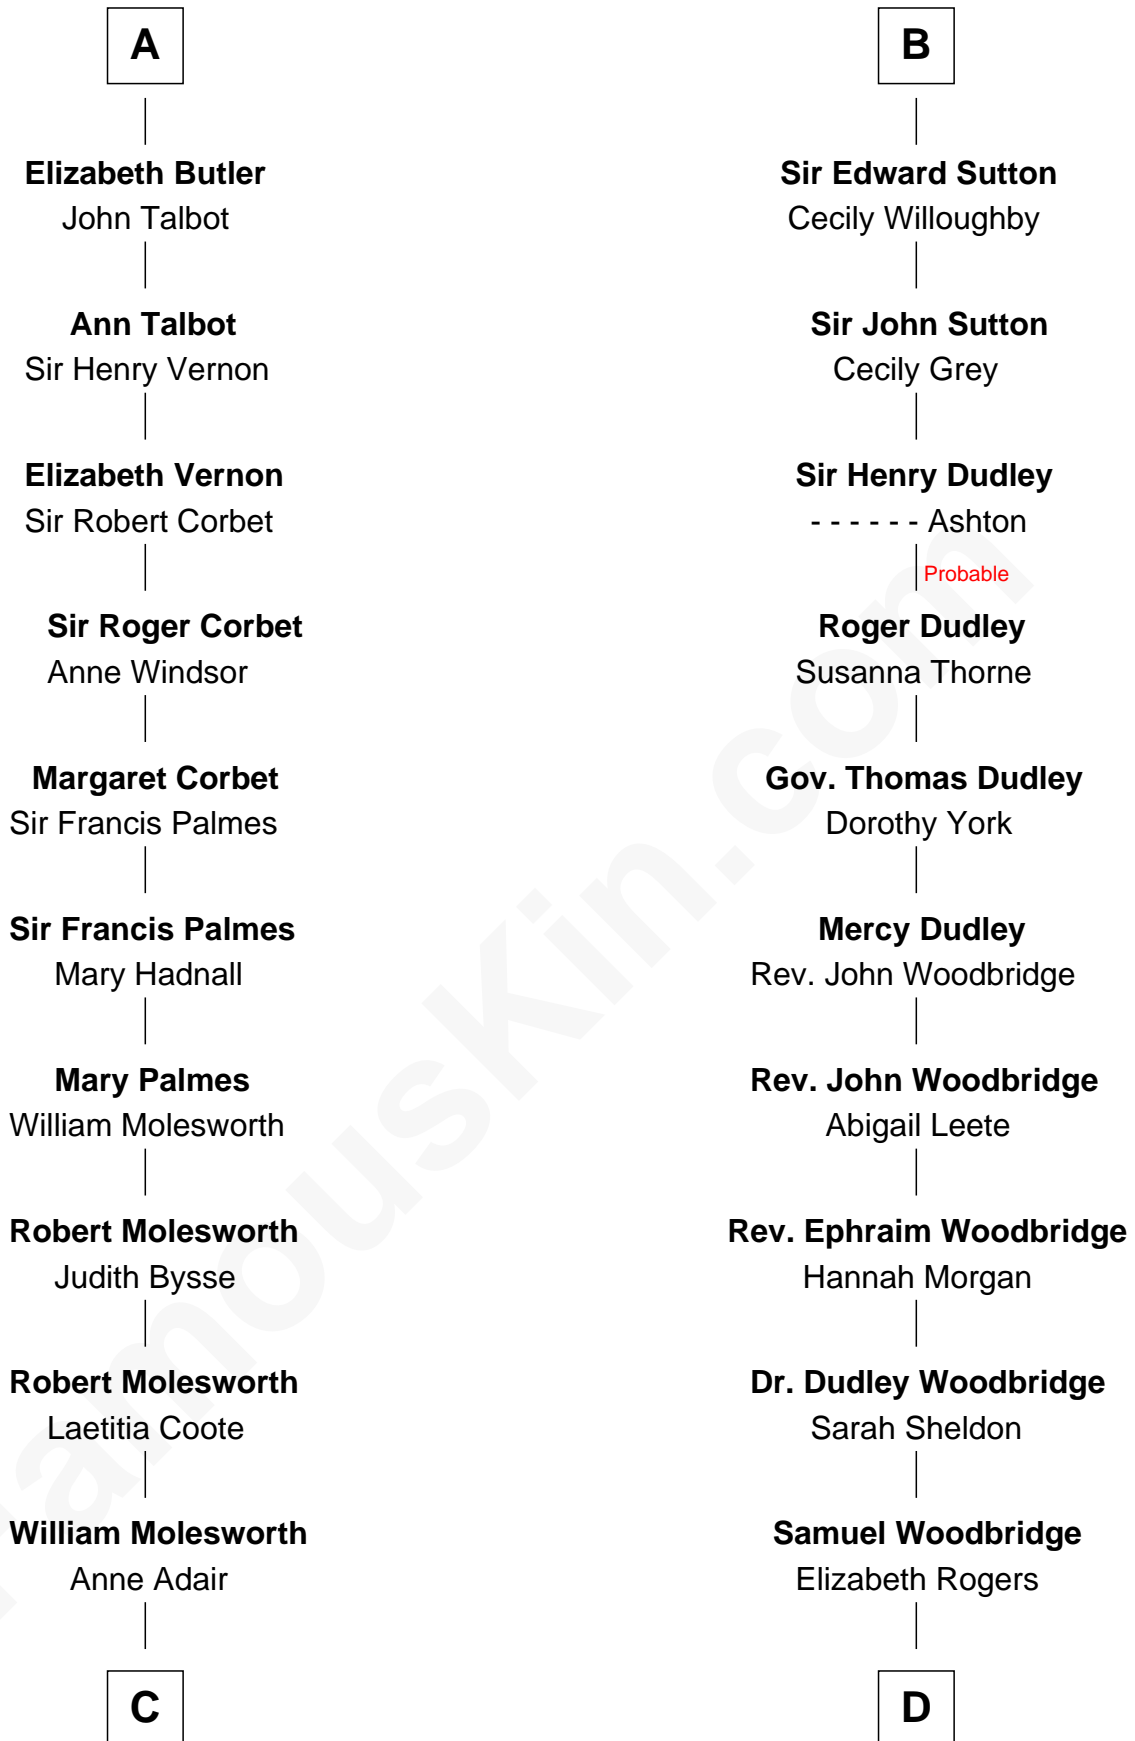 A
Elizabeth Butler
John Talbot
Ann Talbot
Sir Henry Vernon
Elizabeth Vernon
Sir Robert Corbet
Sir Roger Corbet
Anne Windsor
Margaret Corbet
Sir Francis Palmes
Sir Francis Palmes
Mary Hadnall
Mary Palmes
William Molesworth
Robert Molesworth
Judith Bysse
Robert Molesworth
Laetitia Coote
William Molesworth
Anne Adair
C
B
Sir Edward Sutton
Cecily Willoughby
Sir John Sutton
Cecily Grey
Sir Henry Dudley
- - - - - - Ashton
Probable
Roger Dudley
Susanna Thorne
Gov. Thomas Dudley
Dorothy York
Mercy Dudley
Rev. John Woodbridge
Rev. John Woodbridge
Abigail Leete
Rev. Ephraim Woodbridge
Hannah Morgan
Dr. Dudley Woodbridge
Sarah Sheldon
Samuel Woodbridge
Elizabeth Rogers
D
FamousKin.com